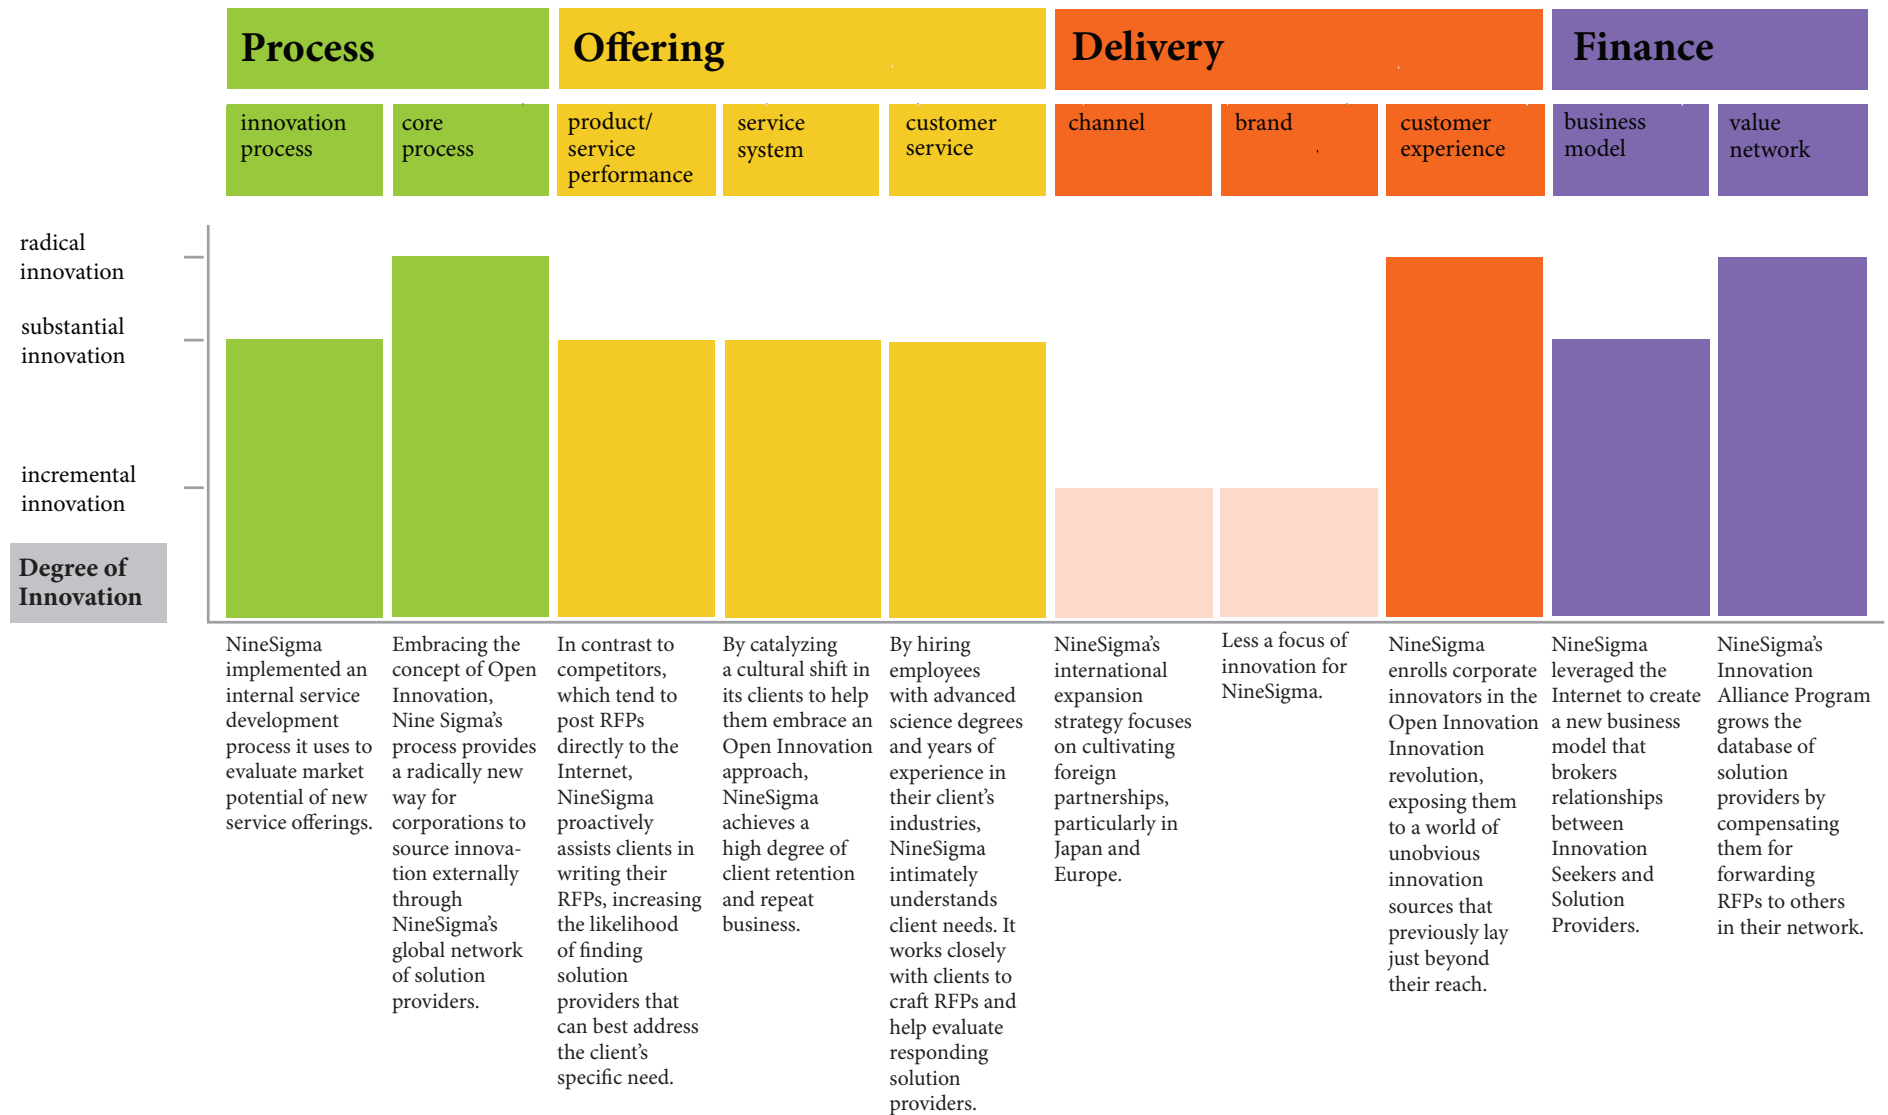 Process
Offering
Delivery
Finance
innovation
process
core
process
product/
service
performance
service
system
customer
service
channel
brand
customer
experience
business
model
value
network
radical
innovation
substantial
innovation
incremental
innovation
Degree of
Innovation
NineSigma
implemented an
internal service
development
process it uses to
evaluate market
potential of new
service offerings.
Embracing the
concept of Open
Innovation,
Nine Sigma's
process provides
a radically new
way for
corporations to
source innova-
tion externally
through
NineSigma's
global network
of solution
providers.
In contrast to
competitors,
which tend to
post RFPs
directly to the
Internet,
NineSigma
proactively
assists clients in
writing their
RFPs, increasing
the likelihood
of finding
solution
providers that
can best address
the client's
specific need.
By catalyzing
a cultural shift in
its clients to help
them embrace an
Open Innovation
approach,
NineSigma
achieves a
high degree of
client retention
and repeat
business.
By hiring
employees
with advanced
science degrees
and years of
experience in
their client's
industries,
NineSigma
intimately
understands
client needs. It
works closely
with clients to
craft RFPs and
help evaluate
responding
solution
providers.
NineSigma's
international
expansion
strategy focuses
on cultivating
foreign
partnerships,
particularly in
Japan and
Europe.
Less a focus of
innovation for
NineSigma.
NineSigma
enrolls corporate
innovators in the
Open Innovation
Innovation
revolution,
exposing them
to a world of
unobvious
innovation
sources that
previously lay
just beyond
their reach.
NineSigma
leveraged the
Internet to create
a new business
model that
brokers
relationships
between
Innovation
Seekers and
Solution
Providers.
NineSigma's
Innovation
Alliance Program
grows the
database of
solution
providers by
compensating
them for
forwarding
RFPs to others
in their network.